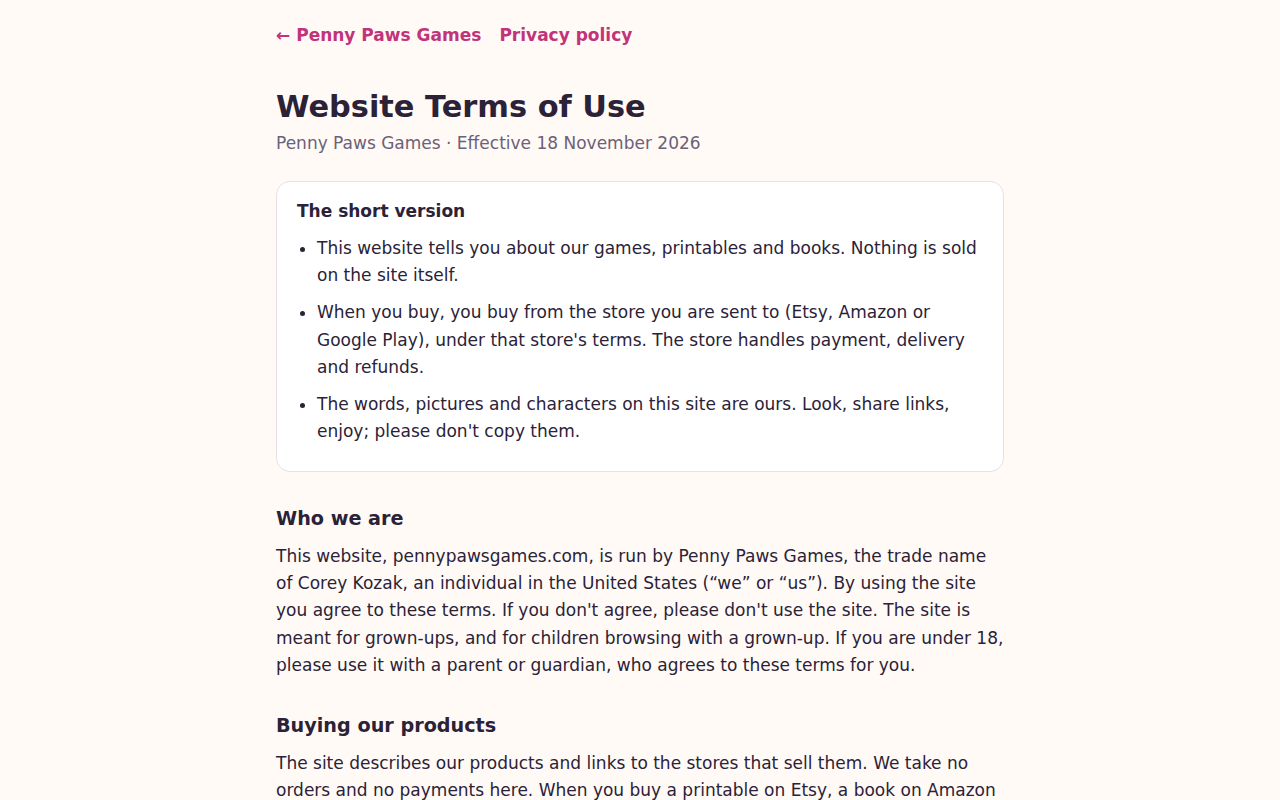 ← Penny Paws Games Privacy policy
Website Terms of Use
Penny Paws Games · Effective 18 November 2026
The short version
• This website tells you about our games, printables and books. Nothing is sold
on the site itself.
• When you buy, you buy from the store you are sent to (Etsy, Amazon or
Google Play), under that store's terms. The store handles payment, delivery
and refunds.
• The words, pictures and characters on this site are ours. Look, share links,
enjoy; please don't copy them.
Who we are
This website, pennypawsgames.com, is run by Penny Paws Games, the trade name
of Corey Kozak, an individual in the United States (“we” or “us”). By using the site
you agree to these terms. If you don't agree, please don't use the site. The site is
meant for grown-ups, and for children browsing with a grown-up. If you are under 18,
please use it with a parent or guardian, who agrees to these terms for you.
Buying our products
The site describes our products and links to the stores that sell them. We take no
orders and no payments here. When you buy a printable on Etsy, a book on Amazon